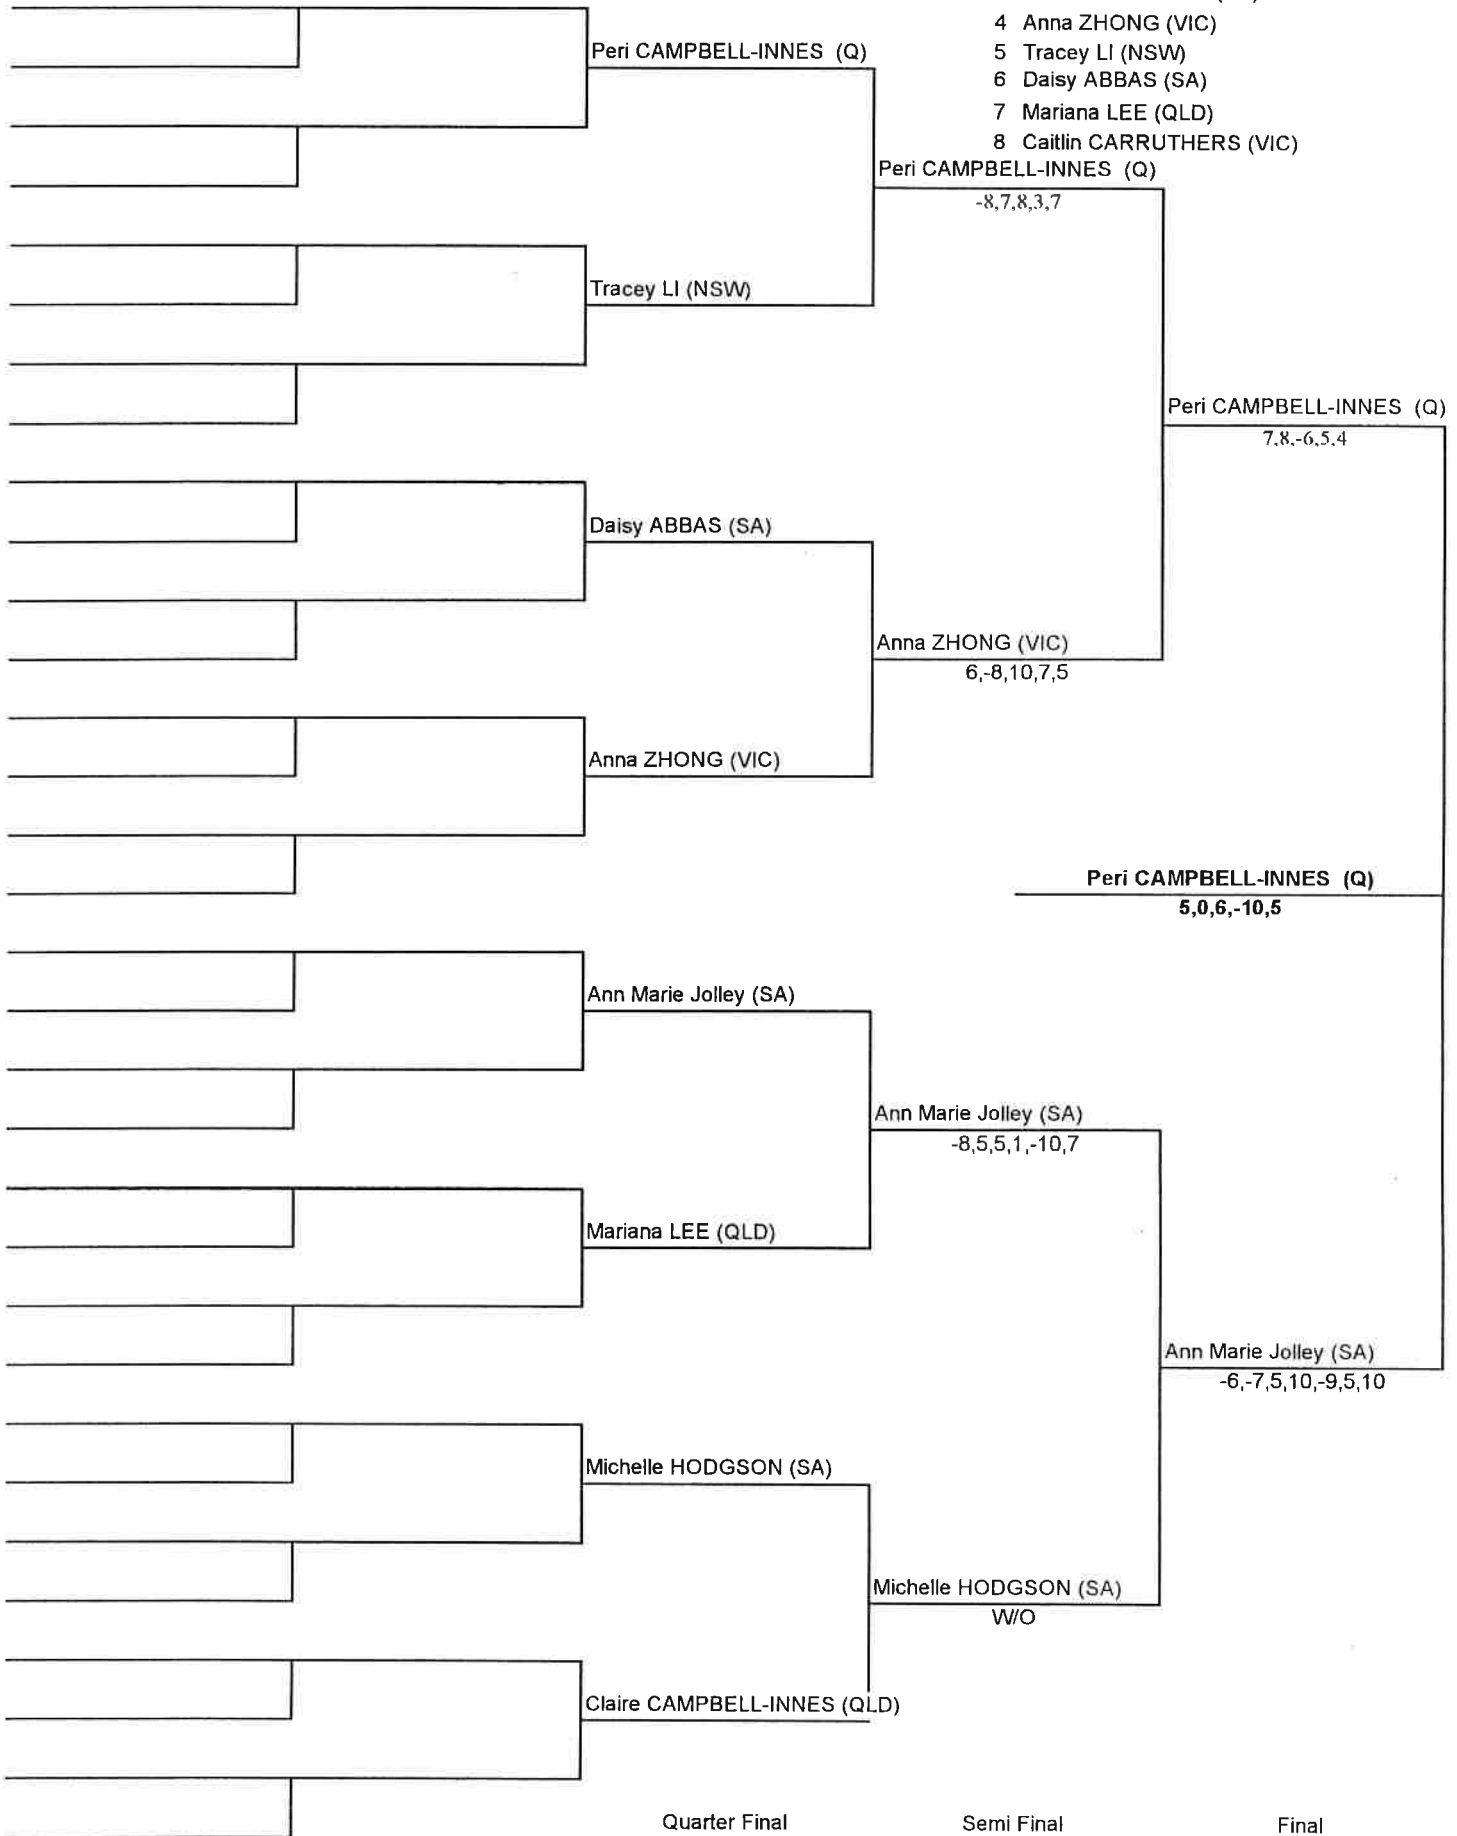 4 Anna ZHONG (VIC)
Peri CAMPBELL-INNES (Q)
5 Tracey LI (NSW)
6 Daisy ABBAS (SA)
7 Mariana LEE (QLD)
8 Caitlin CARRUTHERS (VIC)
Peri CAMPBELL-INNES (Q)
-8,7,8,3,7
Tracey LI (NSW)
Peri CAMPBELL-INNES (Q)
7,8,-6,5,4
Daisy ABBAS (SA)
Anna ZHONG (VIC)
6,-8,10,7,5
Anna ZHONG (VIC)
Peri CAMPBELL-INNES (Q)
5,0,6,-10,5
Ann Marie Jolley (SA)
Ann Marie Jolley (SA)
-8,5,5,1,-10,7
Mariana LEE (QLD)
Ann Marie Jolley (SA)
-6,-7,5,10,-9,5,10
Michelle HODGSON (SA)
Michelle HODGSON (SA)
W/O
Claire CAMPBELL-INNES (QLD)
Quarter Final Semi Final Final